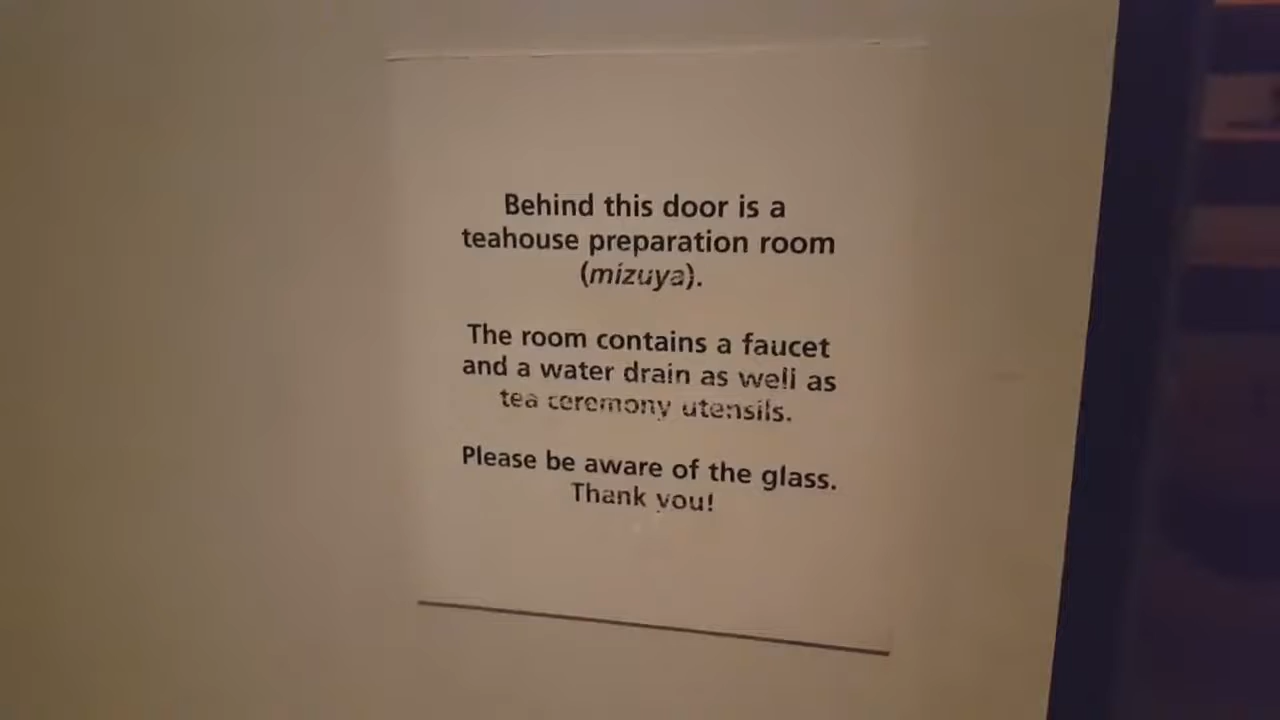 Behind this door is a
teahouse preparation room
(mizuya).
The room contains a faucet
and a water drain as well as
tea ceremony utensils.
Please be aware of the glass.
Thank you!